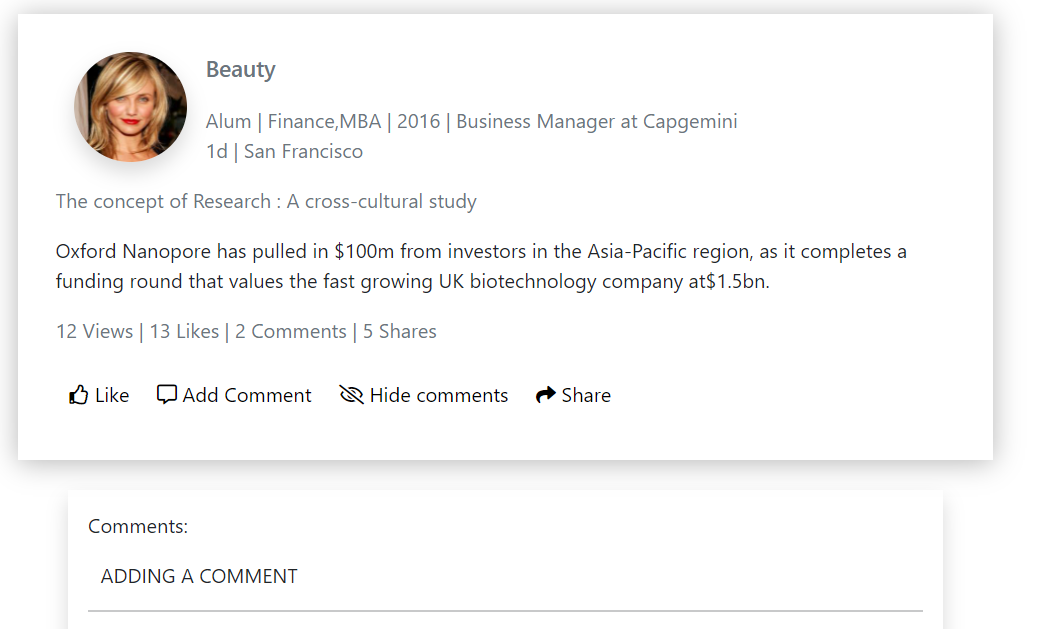 Beauty
Alum | Finance,MBA | 2016 | Business Manager at Capgemini
1d | San Francisco
The concept of Research : A cross-cultural study
Oxford Nanopore has pulled in $100m from investors in the Asia-Pacific region, as it completes a
funding round that values the fast growing UK biotechnology company at$1.5bn.
12 Views | 13 Likes | 2 Comments | 5 Shares
Like Add Comment Hide comments Share
Comments:
ADDING A COMMENT